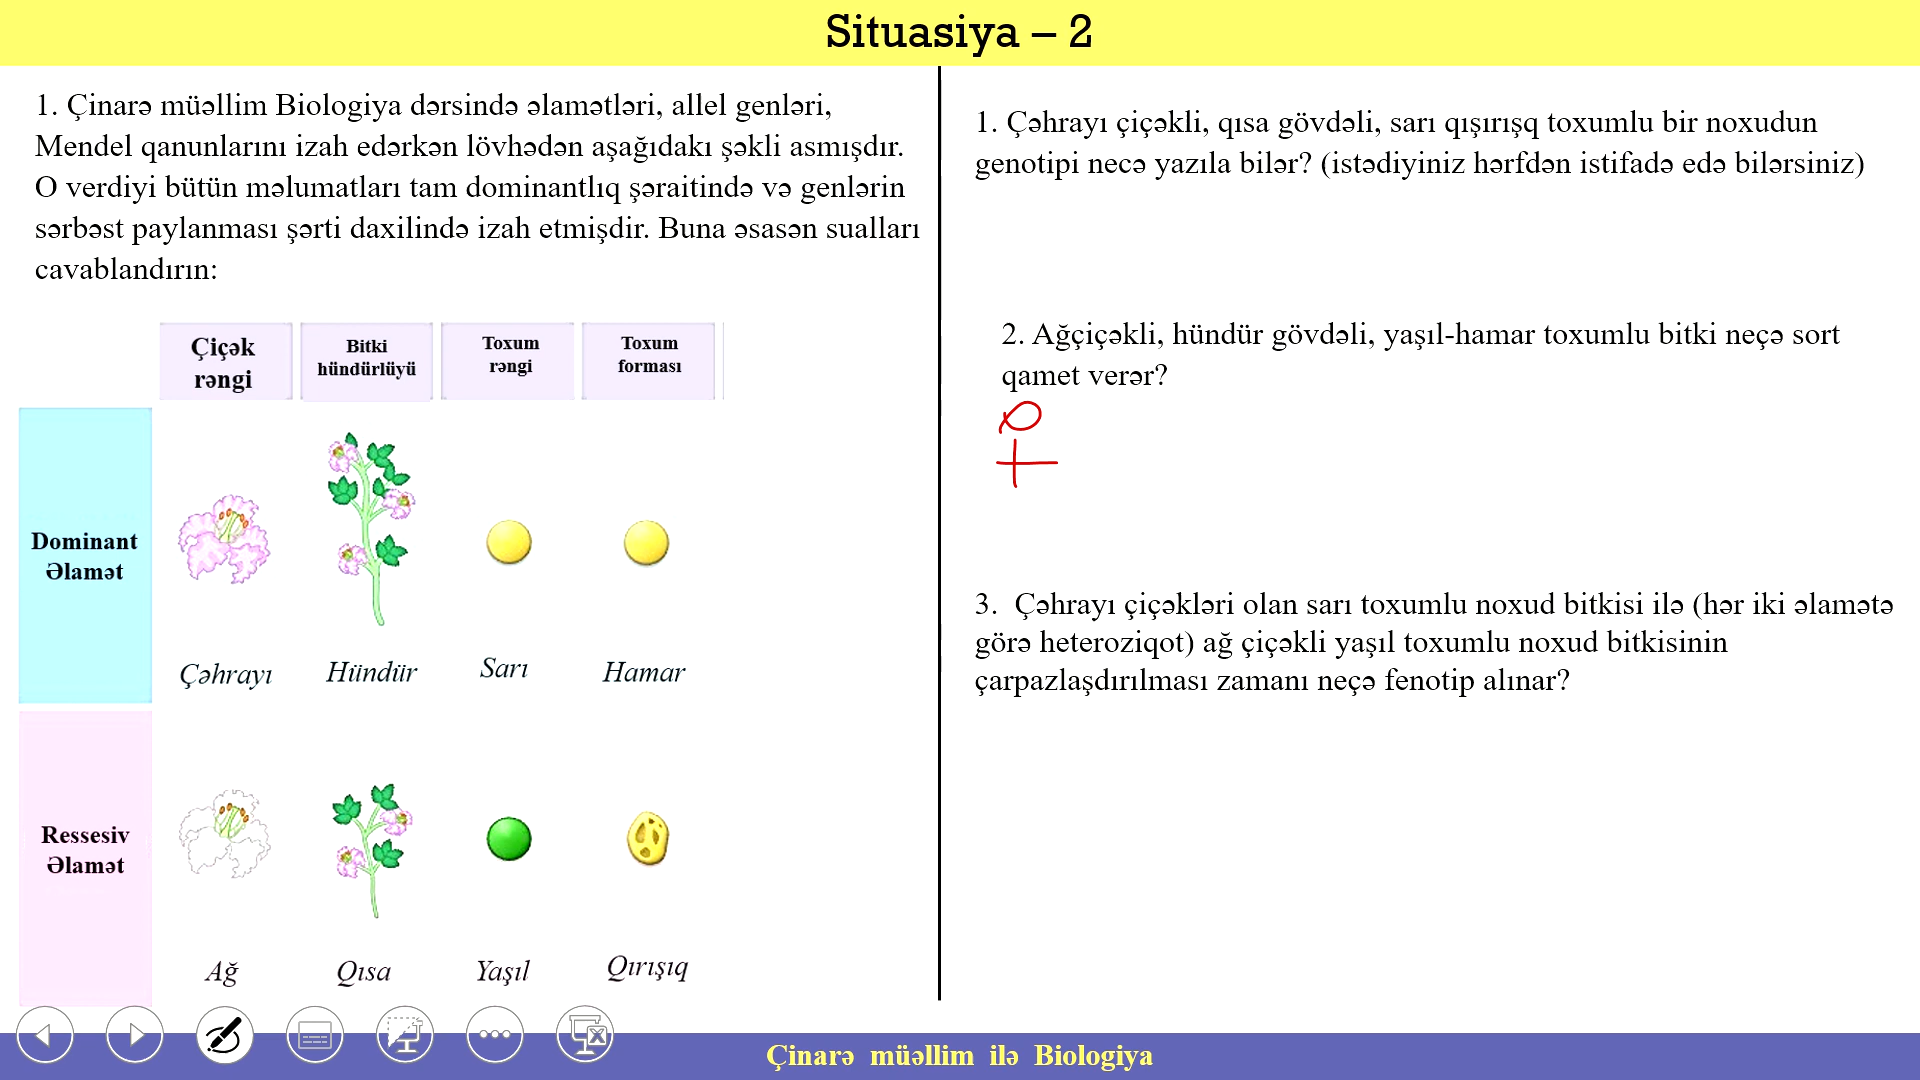 Situasiya – 2
1. Çinarə müəllim Biologiya dərsində əlamətləri, allel genləri,
Mendel qanunlarını izah edərkən lövhədən aşağıdakı şəkli asmışdır.
O verdiyi bütün məlumatları tam dominantlıq şəraitində və genlərin
sərbəst paylanması şərti daxilində izah etmişdir. Buna əsasən sualları
cavablandırın:
Çiçək
rəngi
Bitki
hündürlüyü
Toxum
rəngi
Toxum
forması
Dominant
Əlamət
Çəhrayı
Hündür
Sarı
Hamar
Ressesiv
Əlamət
Ağ
Qısa
Yaşıl
Qırışıq
1. Çəhrayı çiçəkli, qısa gövdəli, sarı qışırışq toxumlu bir noxudun
genotipi necə yazıla bilər? (istədiyiniz hərfdən istifadə edə bilərsiniz)
2. Ağçiçəkli, hündür gövdəli, yaşıl-hamar toxumlu bitki neçə sort
qamet verər?
3. Çəhrayı çiçəkləri olan sarı toxumlu noxud bitkisi ilə (hər iki əlamətə
görə heteroziqot) ağ çiçəkli yaşıl toxumlu noxud bitkisinin
çarpazlaşdırılması zamanı neçə fenotip alınar?
Çinarə müəllim ilə Biologiya